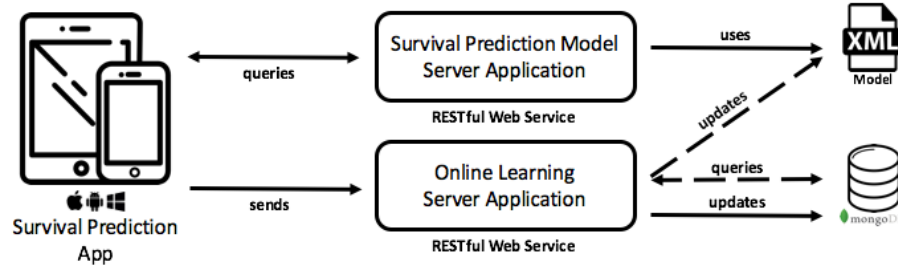 Survival Prediction Model
Server Application
RESTful Web Service
queries
uses
XML
Model
updates
Online Learning
Server Application
RESTful Web Service
sends
queries
updates
mongoD
Survival Prediction
App